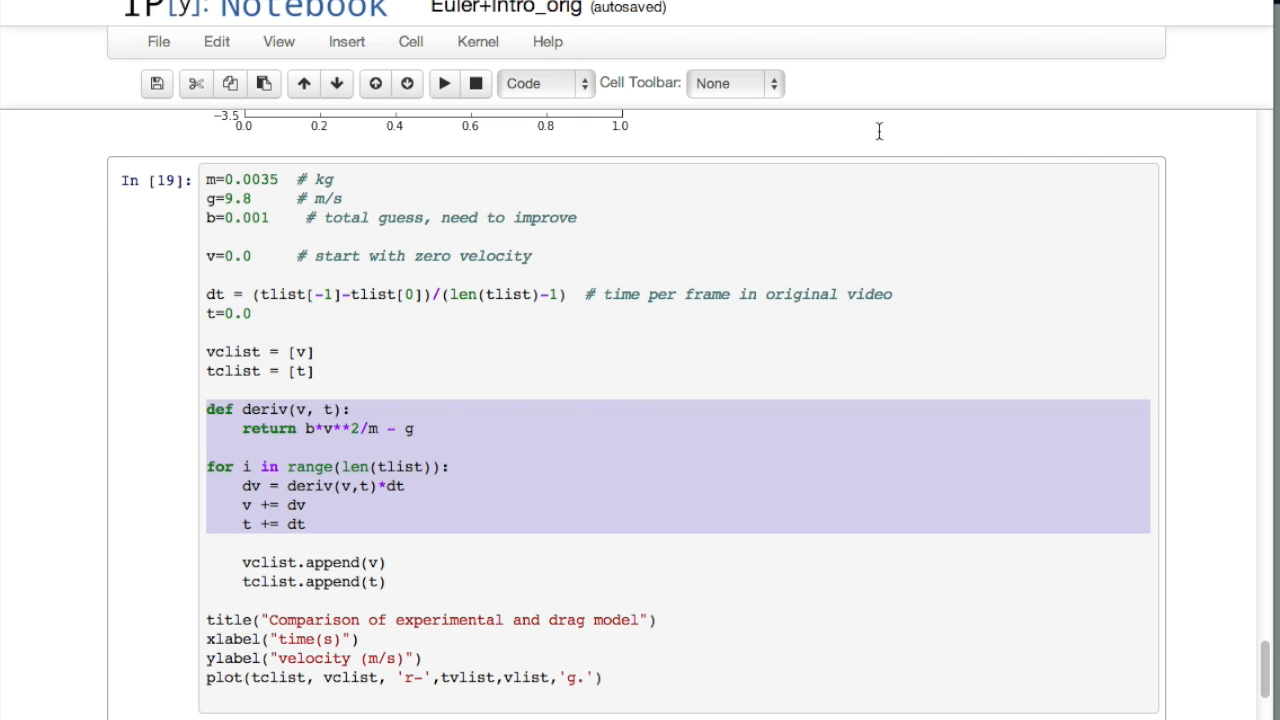 IP[y]: Notebook Euler+Intro_orig (autosaved)
File Edit View Insert Cell Kernel Help
Code Cell Toolbar: None
−3.5
0.0 0.2 0.4 0.6 0.8 1.0
In [19]: m=0.0035 # kg
g=9.8 # m/s
b=0.001 # total guess, need to improve
v=0.0 # start with zero velocity
dt = (tlist[-1]-tlist[0])/(len(tlist)-1) # time per frame in original video
t=0.0
vclist = [v]
tclist = [t]
def deriv(v, t):
return b*v**2/m - g
for i in range(len(tlist)):
dv = deriv(v,t)*dt
v += dv
t += dt
vclist.append(v)
tclist.append(t)
title("Comparison of experimental and drag model")
xlabel("time(s)")
ylabel("velocity (m/s)")
plot(tclist, vclist, 'r-',tvlist,vlist,'g.')